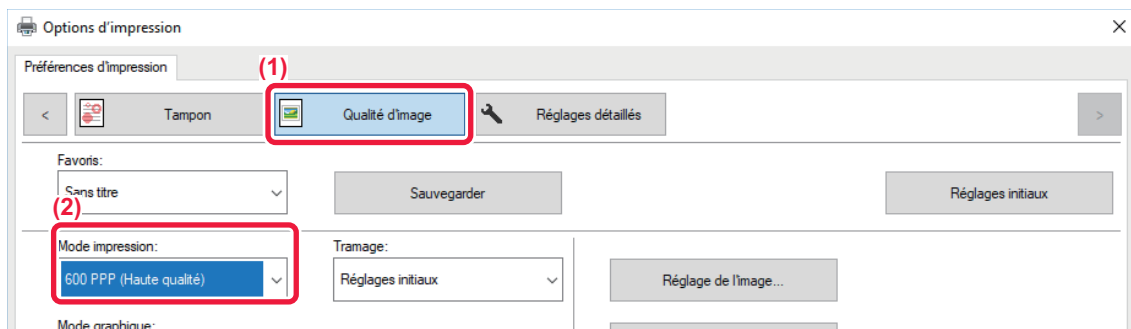 Options d'impression
Préférences d'impression
(1)
<
Tampon
Qualité d'image
Réglages détaillés
>
Favoris:
Sans titre
Sauvegarder
Réglages initiaux
(2)
Mode impression:
Tramage:
600 PPP (Haute qualité)
Réglages initiaux
Réglage de l'image...
Mode graphique: